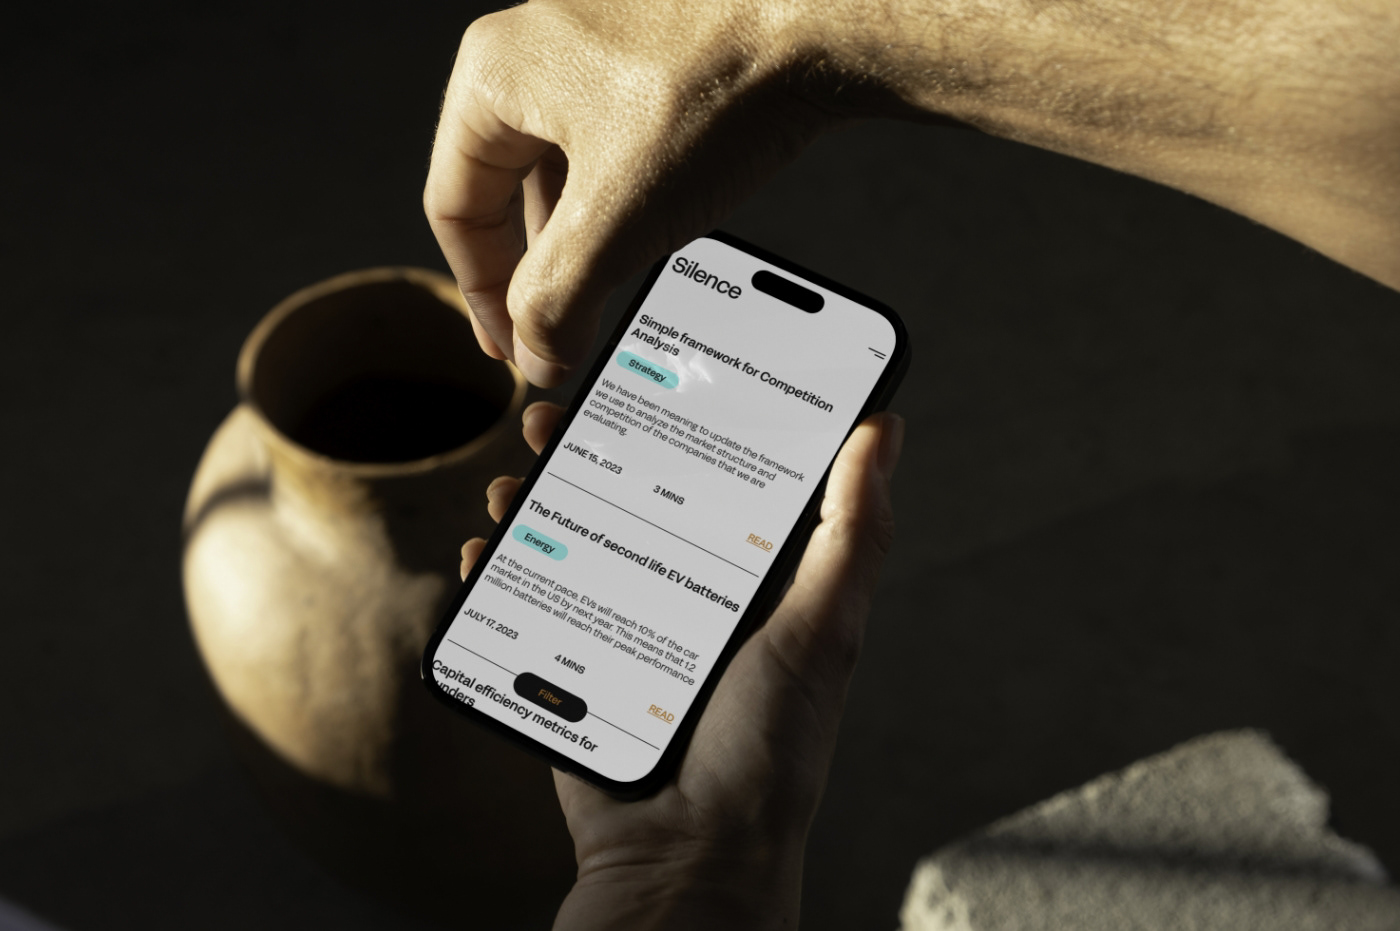 Silence
Simple framework for Competition
Analysis
Strategy
We have been meaning to update the framework
we use to analyze the market structure and
competition of the companies that we are
evaluating.
JUNE 15, 2023
3 MINS
READ
The Future of second life EV batteries
Energy
At the current pace, EVs will reach 10% of the car
market in the US by next year. This means that 1.2
million batteries will reach their peak performance
JULY 17, 2023
4 MINS
READ
Capital efficiency metrics for
Filter